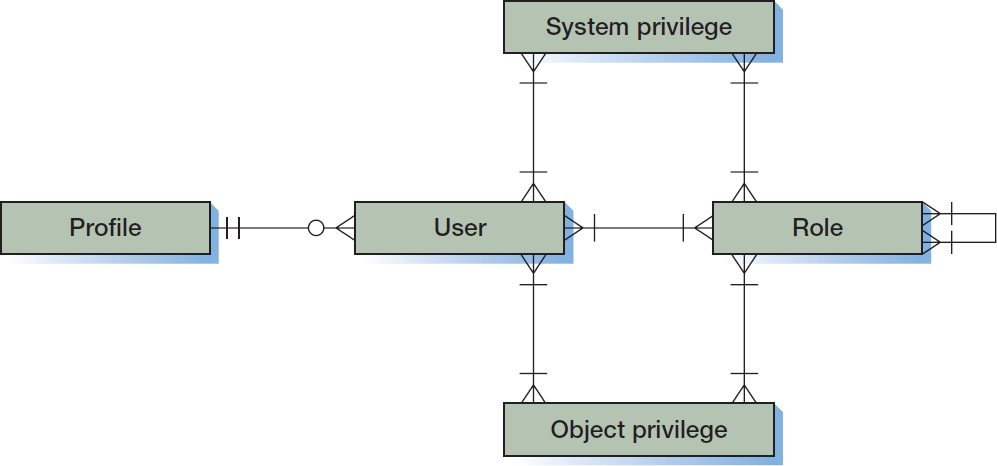 System privilege
Profile
User
Role
Object privilege